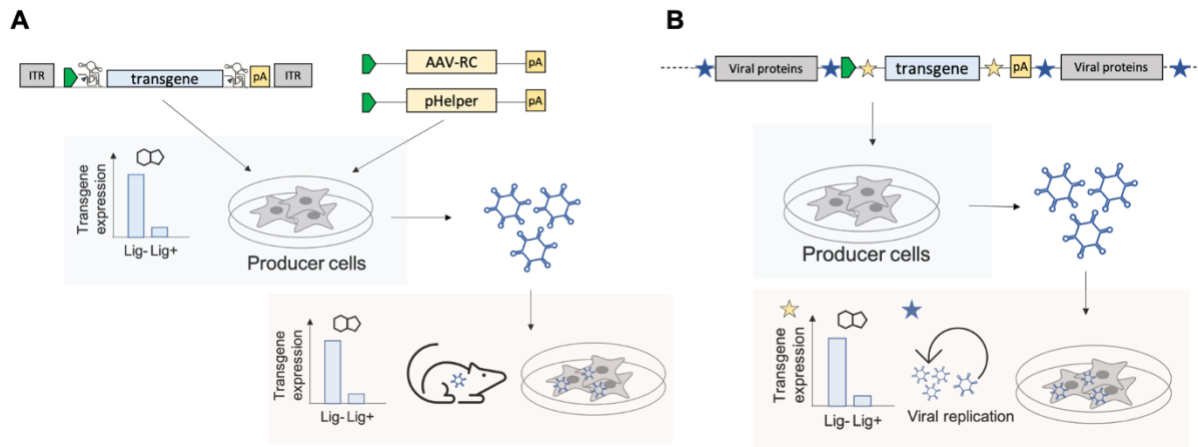 A
ITR
transgene
pA
ITR
AAV-RC
pA
pHelper
pA
Transgene
expression
Lig- Lig+
Producer cells
Transgene
expression
Lig- Lig+
B
Viral proteins
transgene
pA
Viral proteins
Producer cells
Transgene
expression
Lig- Lig+
Viral replication